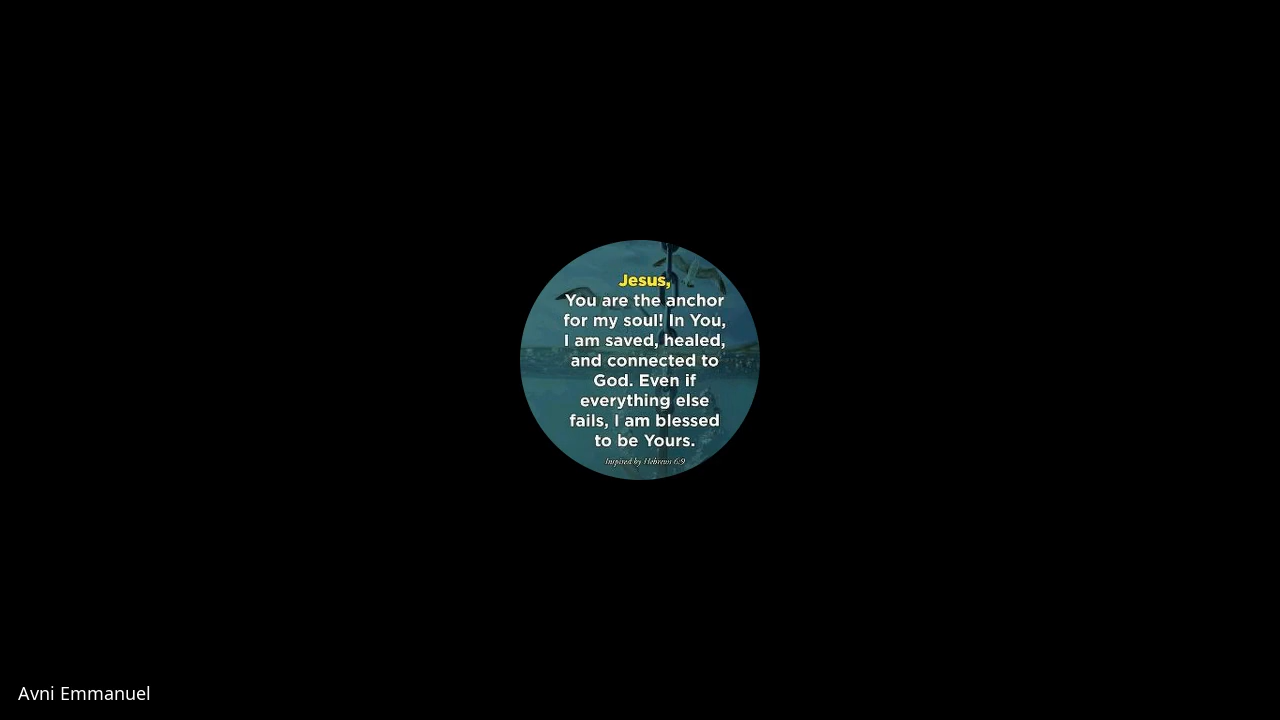 Jesus,
You are the anchor
for my soul! In You,
I am saved, healed,
and connected to
God. Even if
everything else
fails, I am blessed
to be Yours.
Inspired by Hebrews 6:9
Avni Emmanuel